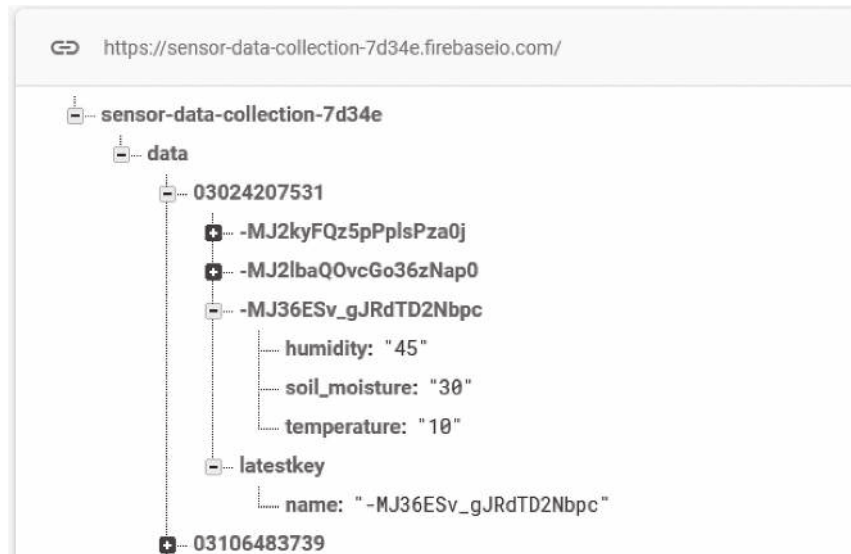 https://sensor-data-collection-7d34e.firebaseio.com/
sensor-data-collection-7d34e
data
03024207531
-MJ2kyFQz5pPplsPza0j
-MJ2lbaQOvcGo36zNap0
-MJ36ESv_gJRdTD2Nbpc
humidity: "45"
soil_moisture: "30"
temperature: "10"
latestkey
name: "-MJ36ESv_gJRdTD2Nbpc"
03106483739